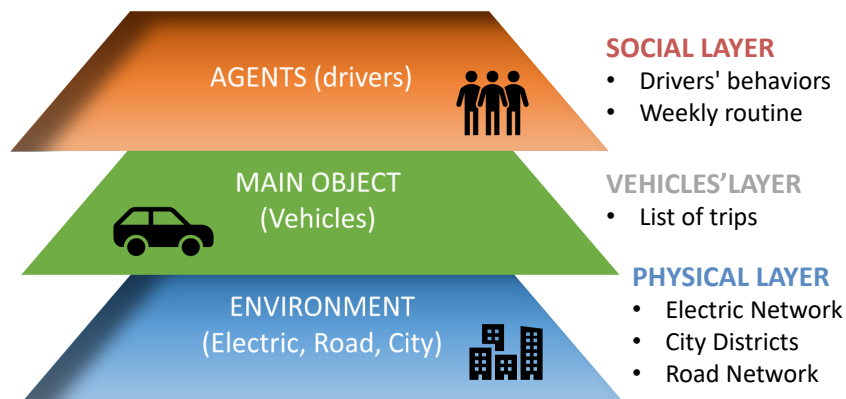 AGENTS (drivers)
SOCIAL LAYER
• Drivers' behaviors
• Weekly routine
MAIN OBJECT
(Vehicles)
VEHICLES’LAYER
• List of trips
ENVIRONMENT
(Electric, Road, City)
PHYSICAL LAYER
• Electric Network
• City Districts
• Road Network